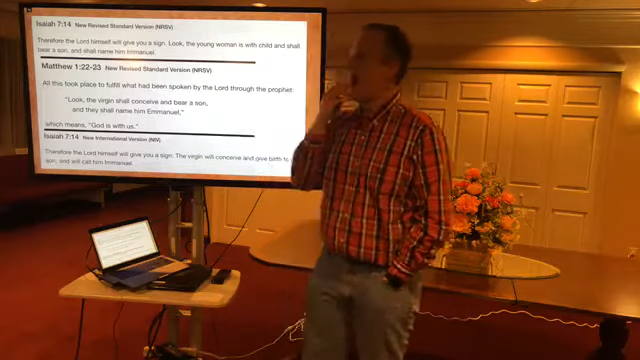 Isaiah 7:14 New Revised Standard Version (NRSV)
Therefore the Lord himself will give you a sign. Look, the young woman is with child and shall
bear a son, and shall name him Immanuel.
Matthew 1:22-23 New Revised Standard Version (NRSV)
All this took place to fulfill what had been spoken by the Lord through the prophet:
"Look, the virgin shall conceive and bear a son,
and they shall name him Emmanuel,"
which means, "God is with us."
Isaiah 7:14 New International Version (NIV)
Therefore the Lord himself will give you a sign: The virgin will conceive and give birth to
son, and will call him Immanuel.